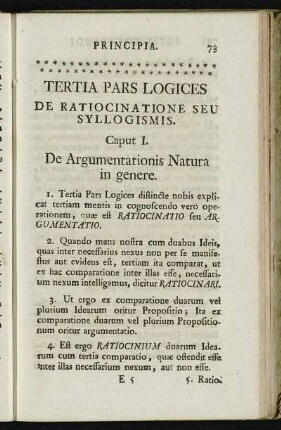 PRINCIPIA. 73
TERTIA PARS LOGICES
DE RATIOCINATIONE SEU
SYLLOGISMIS.
Caput I.
De Argumentationis Natura
in genere.
1. Tertia Pars Logices distincte nobis expli-
cat tertiam mentis in cognoscendo vero ope-
rationem, quæ est RATIOCINATIO seu AR-
GUMENTATIO.
2. Quando mens nostra cum duabus Ideis,
quas inter necessarius nexus non per se manife-
stus aut evidens est, tertium ita comparat, ut
ex hac comparatione inter illas esse, necessari-
um nexum intelligamus, dicitur RATIOCINARI.
3. Ut ergo ex comparatione duarum vel
plurium Idearum oritur Propositio; Ita ex
comparatione duarum vel plurium Propositio-
num oritur argumentatio.
4. Est ergo RATIOCINIUM duarum Idea-
rum cum tertia comparatio, quæ ostendit esse
inter illas necessarium nexum, aut non esse.
E 5 5. Ratio-